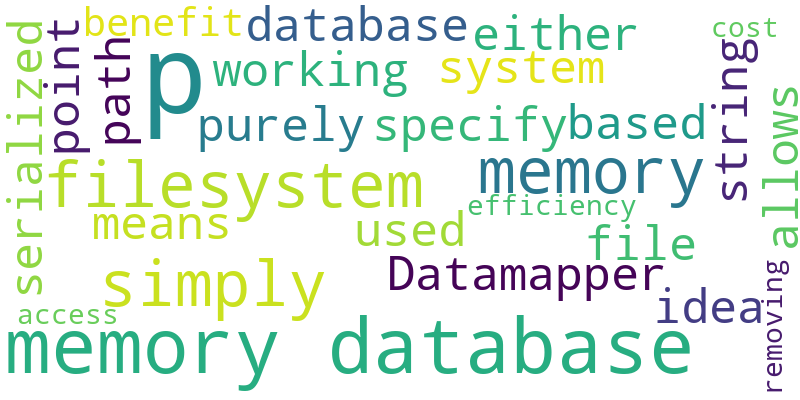 benefit
database
either
cost
serialized
point
path
p
working
system
string
purely
specify
based
allows
filesystem
memory
means
used
efficiency
file
simply
Datamapper
idea
removing
access
memory database